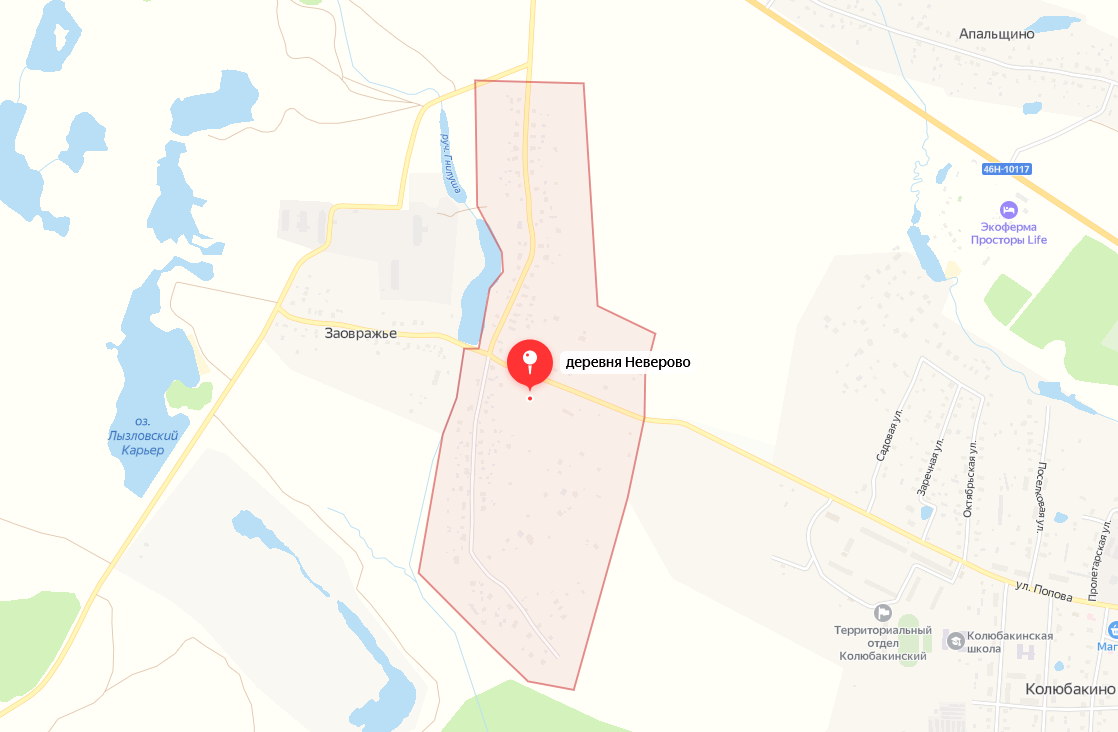 Апальщино
руч. Гнилуша
46Н-10117
Экоферма
Просторы Life
Заовражье
деревня Неверово
оз.
Лызловский
Карьер
Садовая ул.
Заречная ул.
Октябрьская ул.
Поселковая ул.
Пролетарская ул.
ул. Попова
Территориальный
отдел
Колюбакинский
Колюбакинская
школа
Маг
Колюбакино